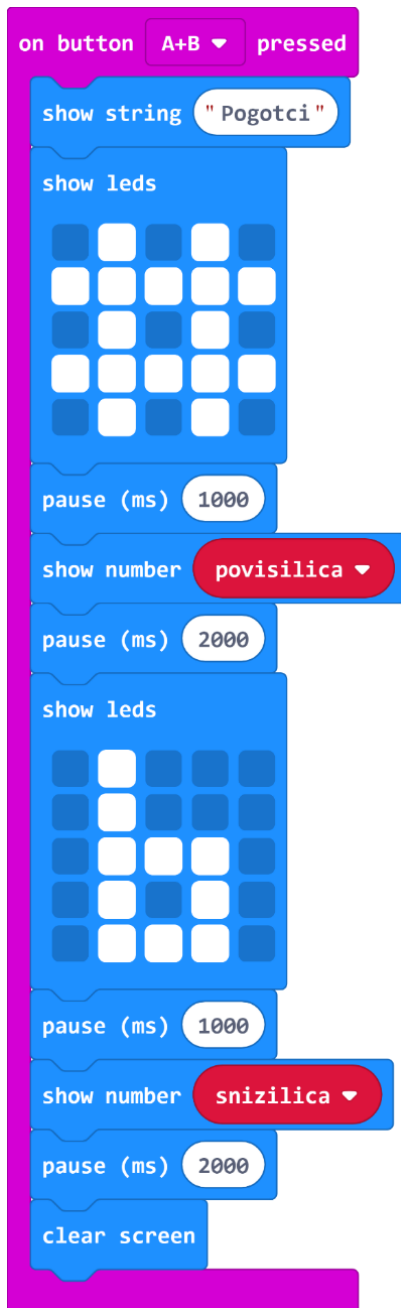 on button A+B pressed
show string "Pogotci"
show leds
pause (ms) 1000
show number povisilica
pause (ms) 2000
show leds
pause (ms) 1000
show number snizilica
pause (ms) 2000
clear screen